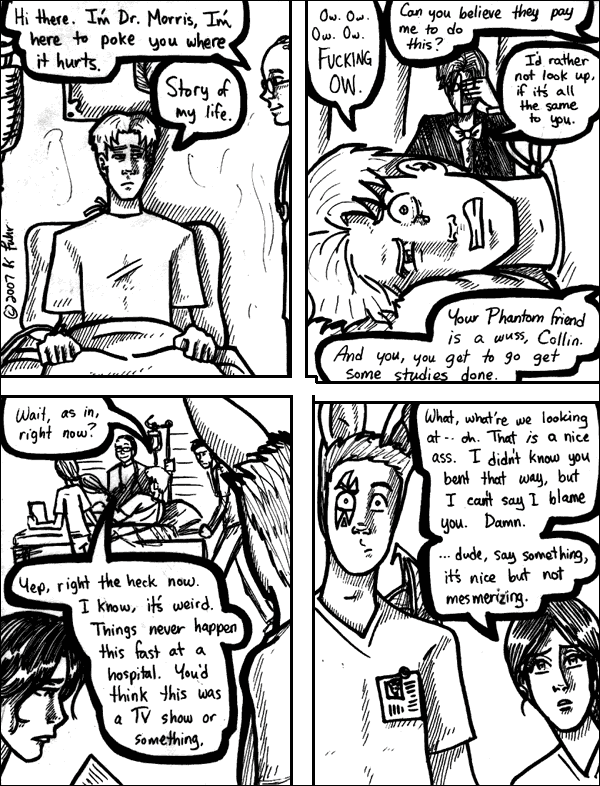 Hi there. I'm Dr. Morris, I'm
here to poke you where
it hurts.
Story of
my life.
© 2007 K Fuhr
Ow. Ow.
Ow. Ow.
FUCKING
OW.
Can you believe they pay
me to do
this?
I'd rather
not look up,
if it's all
the same
to you.
Your Phantom friend
is a wuss, Collin.
And you, you get to go get
some studies done.
Wait, as in,
right now?
Yep, right the heck now.
I know, it's weird.
Things never happen
this fast at a
hospital. You'd
think this was
a TV show or
something.
What, what're we looking
at -- oh. That is a nice
ass. I didn't know you
bent that way, but
I can't say I blame
you. Damn.
... dude, say something,
it's nice but not
mesmerizing.